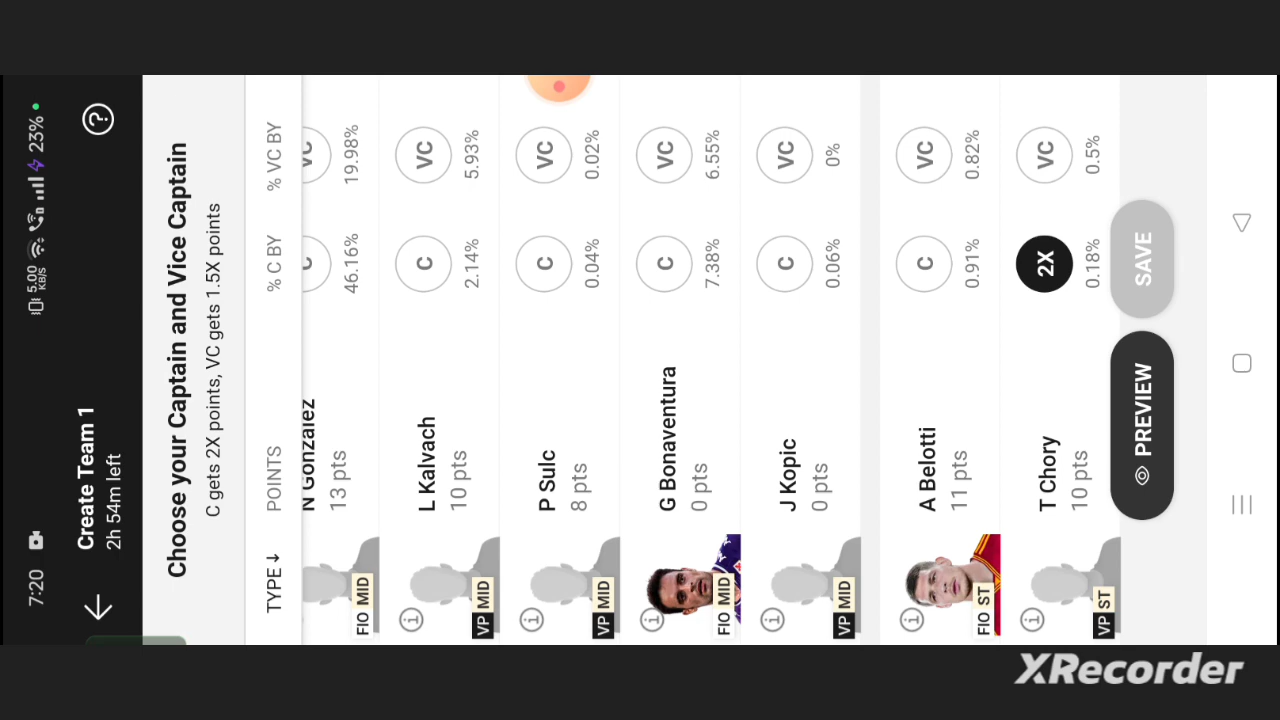 7:20
5.00
KB/S
23%
Create Team 1
2h 54m left
?
Choose your Captain and Vice Captain
C gets 2X points, VC gets 1.5X points
TYPE ↓ POINTS % C BY % VC BY
N Gonzalez C VC
FIO MID 13 pts 46.16% 19.98%
L Kalvach C VC
VP MID 10 pts 2.14% 5.93%
P Sulc C VC
VP MID 8 pts 0.04% 0.02%
G Bonaventura C VC
FIO MID 0 pts 7.38% 6.55%
J Kopic C VC
VP MID 0 pts 0.06% 0%
A Belotti C VC
FIO ST 11 pts 0.91% 0.82%
T Chory 2X VC
VP ST 10 pts 0.18% 0.5%
PREVIEW SAVE
XRecorder